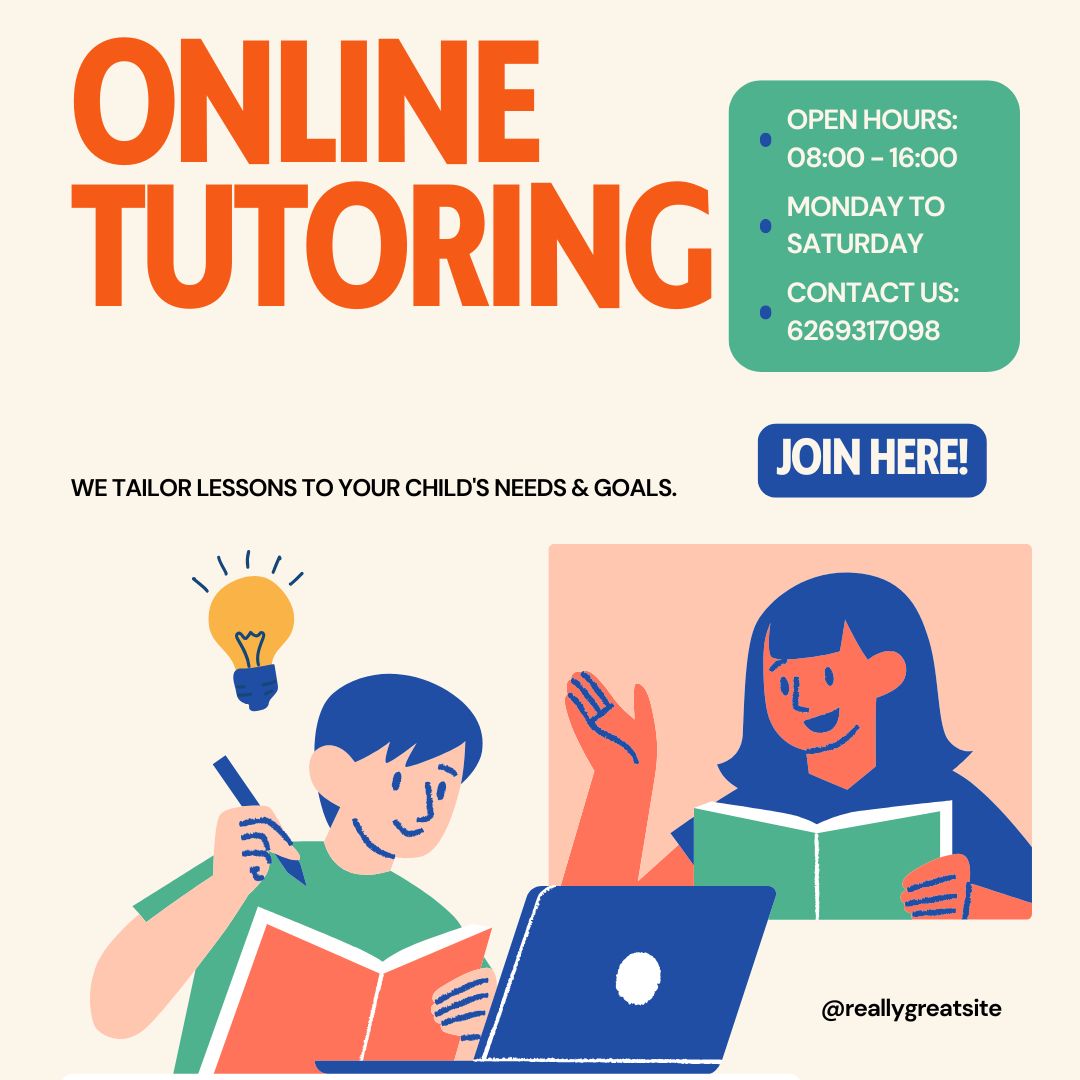 ONLINE
TUTORING
OPEN HOURS:
08:00 – 16:00
MONDAY TO
SATURDAY
CONTACT US:
6269317098
JOIN HERE!
WE TAILOR LESSONS TO YOUR CHILD'S NEEDS & GOALS.
@reallygreatsite